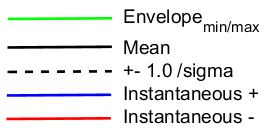 Envelope min/max
Mean
+- 1.0 /sigma
Instantaneous +
Instantaneous -